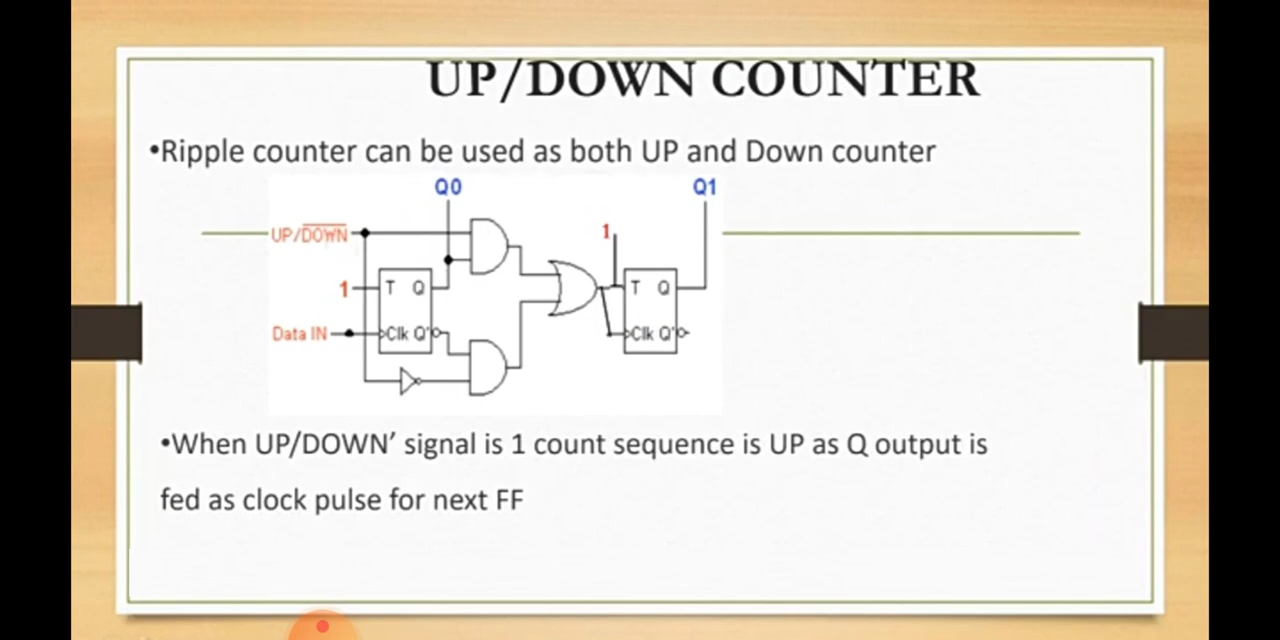 UP/DOWN COUNTER
•Ripple counter can be used as both UP and Down counter
Q0 Q1
UP/DOWN 1
1 T Q T Q
Data IN Clk Q' Clk Q'
•When UP/DOWN’ signal is 1 count sequence is UP as Q output is
fed as clock pulse for next FF